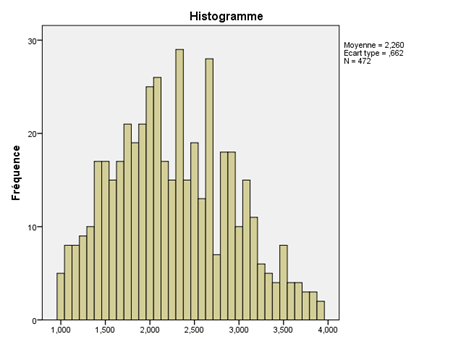 Histogramme
Moyenne = 2,260
Ecart type = ,662
N = 472
Fréquence
30
20
10
0
1,000 1,500 2,000 2,500 3,000 3,500 4,000